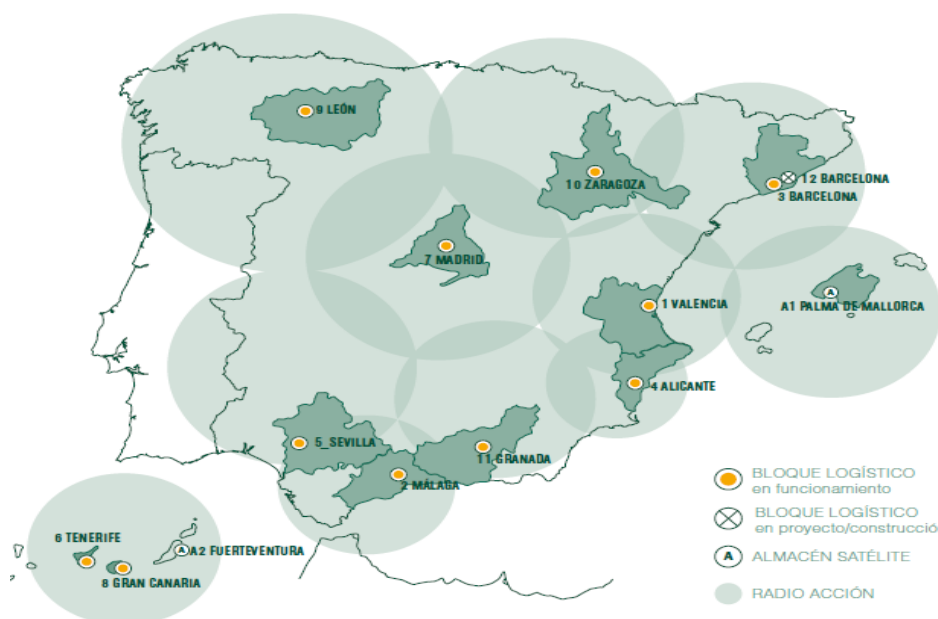 9 LEÓN
10 ZARAGOZA
12 BARCELONA
3 BARCELONA
7 MADRID
1 VALENCIA
A
A1 PALMA DE MALLORCA
4 ALICANTE
5_SEVILLA
11 GRANADA
2 MÁLAGA
6 TENERIFE
A
A2 FUERTEVENTURA
8 GRAN CANARIA
BLOQUE LOGÍSTICO
en funcionamiento
BLOQUE LOGÍSTICO
en proyecto/construcció
A
ALMACÉN SATÉLITE
RADIO ACCIÓN